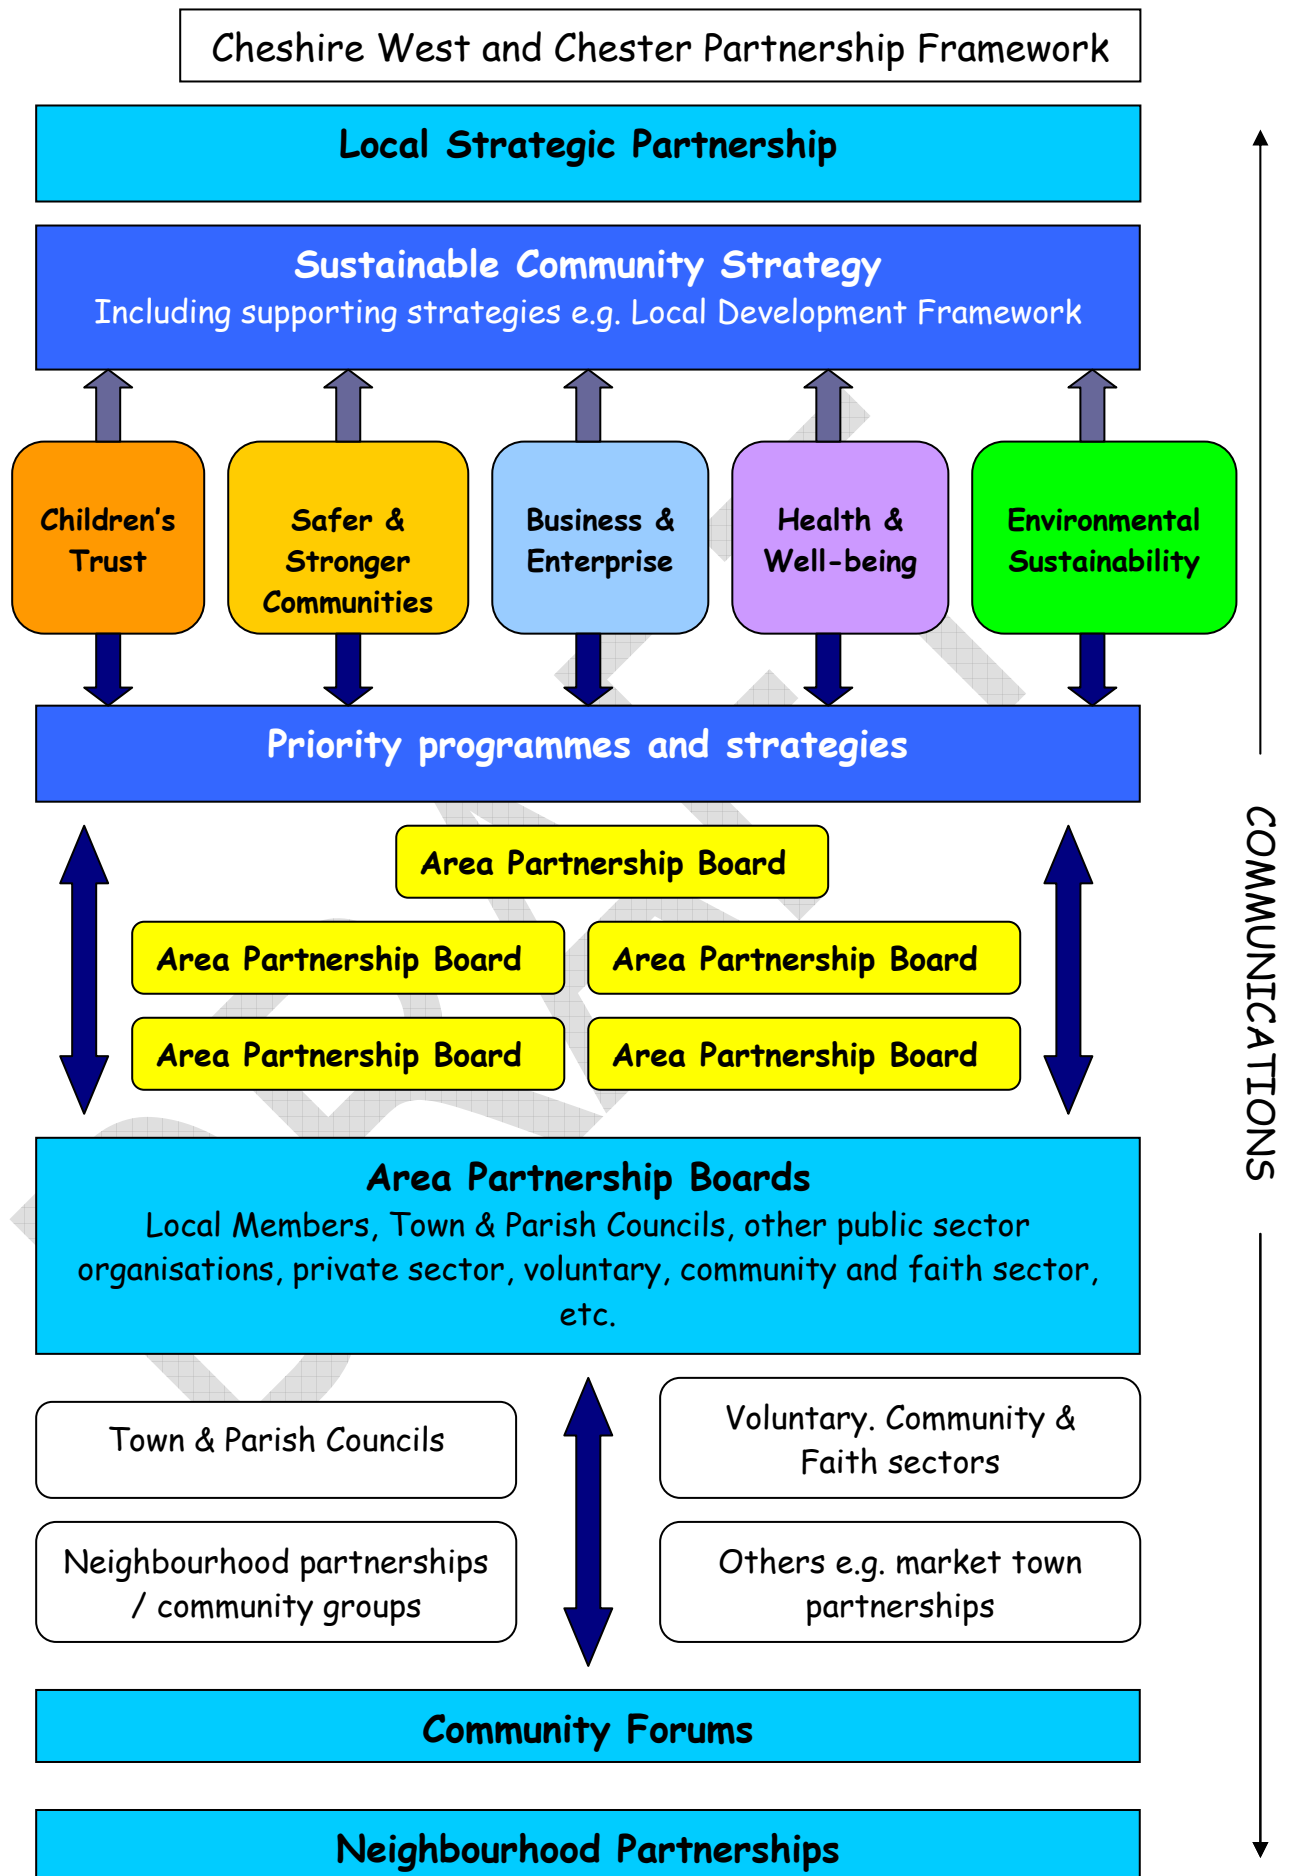 Cheshire West and Chester Partnership Framework
Local Strategic Partnership
Sustainable Community Strategy
Including supporting strategies e.g. Local Development Framework
Children's
Trust
Safer &
Stronger
Communities
Business &
Enterprise
Health &
Well-being
Environmental
Sustainability
Priority programmes and strategies
Area Partnership Board
Area Partnership Board
Area Partnership Board
Area Partnership Board
Area Partnership Board
Area Partnership Boards
Local Members, Town & Parish Councils, other public sector
organisations, private sector, voluntary, community and faith sector,
etc.
Town & Parish Councils
Voluntary. Community &
Faith sectors
Neighbourhood partnerships
/ community groups
Others e.g. market town
partnerships
Community Forums
Neighbourhood Partnerships
COMMUNICATIONS
DRAFT